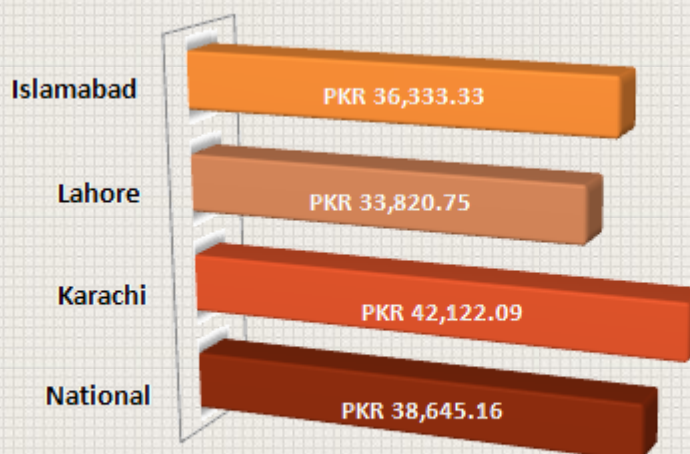 Islamabad PKR 36,333.33
Lahore PKR 33,820.75
Karachi PKR 42,122.09
National PKR 38,645.16